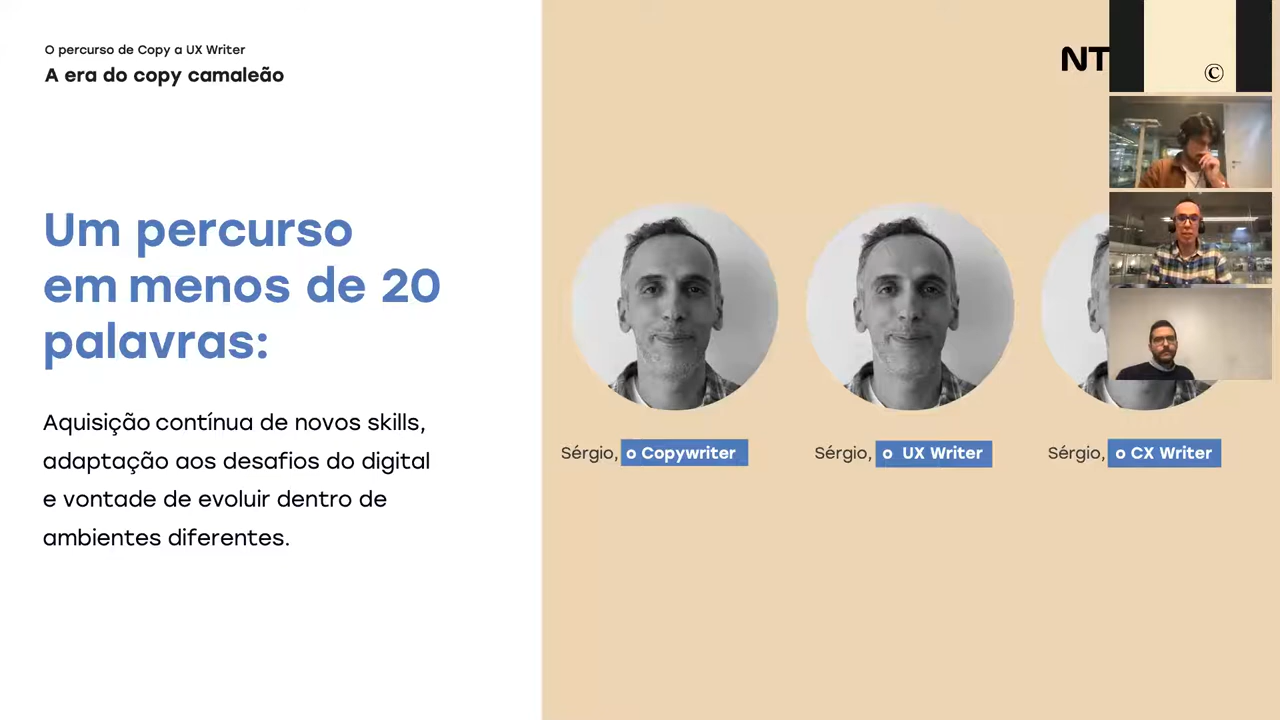 O percurso de Copy a UX Writer
A era do copy camaleão
NT
©
Um percurso
em menos de 20
palavras:
Aquisição contínua de novos skills,
adaptação aos desafios do digital
e vontade de evoluir dentro de
ambientes diferentes.
Sérgio, o Copywriter
Sérgio, o UX Writer
Sérgio, o CX Writer